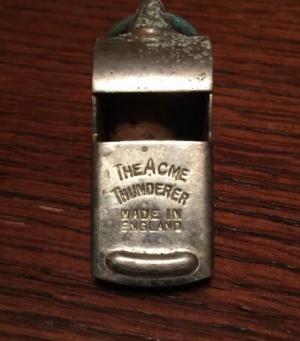 THE ACME
THUNDERER
MADE IN
ENGLAND